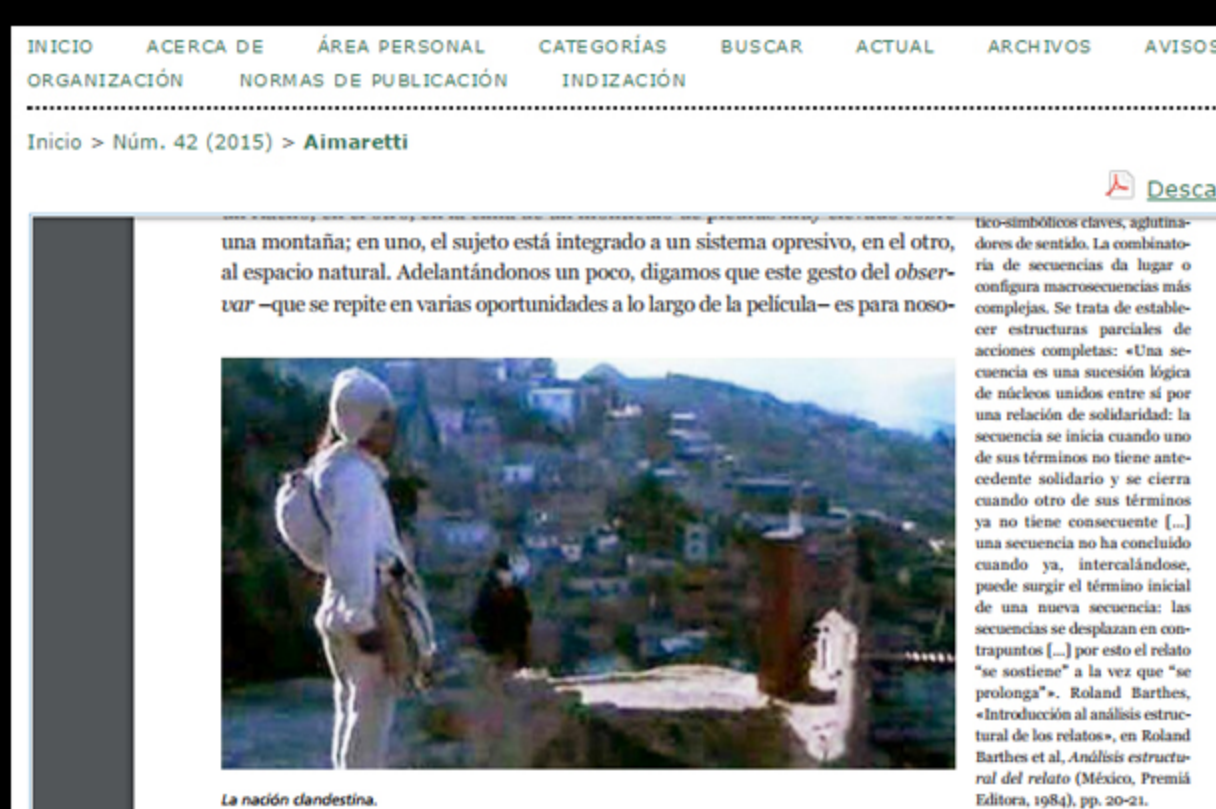 INICIO ACERCA DE ÁREA PERSONAL CATEGORÍAS BUSCAR ACTUAL ARCHIVOS AVISOS
ORGANIZACIÓN NORMAS DE PUBLICACIÓN INDIZACIÓN
Inicio > Núm. 42 (2015) > Aimaretti
Desca
una montaña; en uno, el sujeto está integrado a un sistema opresivo, en el otro,
al espacio natural. Adelantándonos un poco, digamos que este gesto del obser-
var –que se repite en varias oportunidades a lo largo de la película– es para noso-
La nación clandestina.
tico-simbólicos claves, aglutina-
dores de sentido. La combinato-
ria de secuencias da lugar o
configura macrosecuencias más
complejas. Se trata de estable-
cer estructuras parciales de
acciones completas: «Una se-
cuencia es una sucesión lógica
de núcleos unidos entre sí por
una relación de solidaridad: la
secuencia se inicia cuando uno
de sus términos no tiene ante-
cedente solidario y se cierra
cuando otro de sus términos
ya no tiene consecuente [...]
una secuencia no ha concluido
cuando ya, intercalándose,
puede surgir el término inicial
de una nueva secuencia: las
secuencias se desplazan en con-
trapuntos [...] por esto el relato
“se sostiene” a la vez que “se
prolonga”». Roland Barthes,
«Introducción al análisis estruc-
tural de los relatos», en Roland
Barthes et al, Análisis estructu-
ral del relato (México, Premiá
Editora, 1984), pp. 20-21.